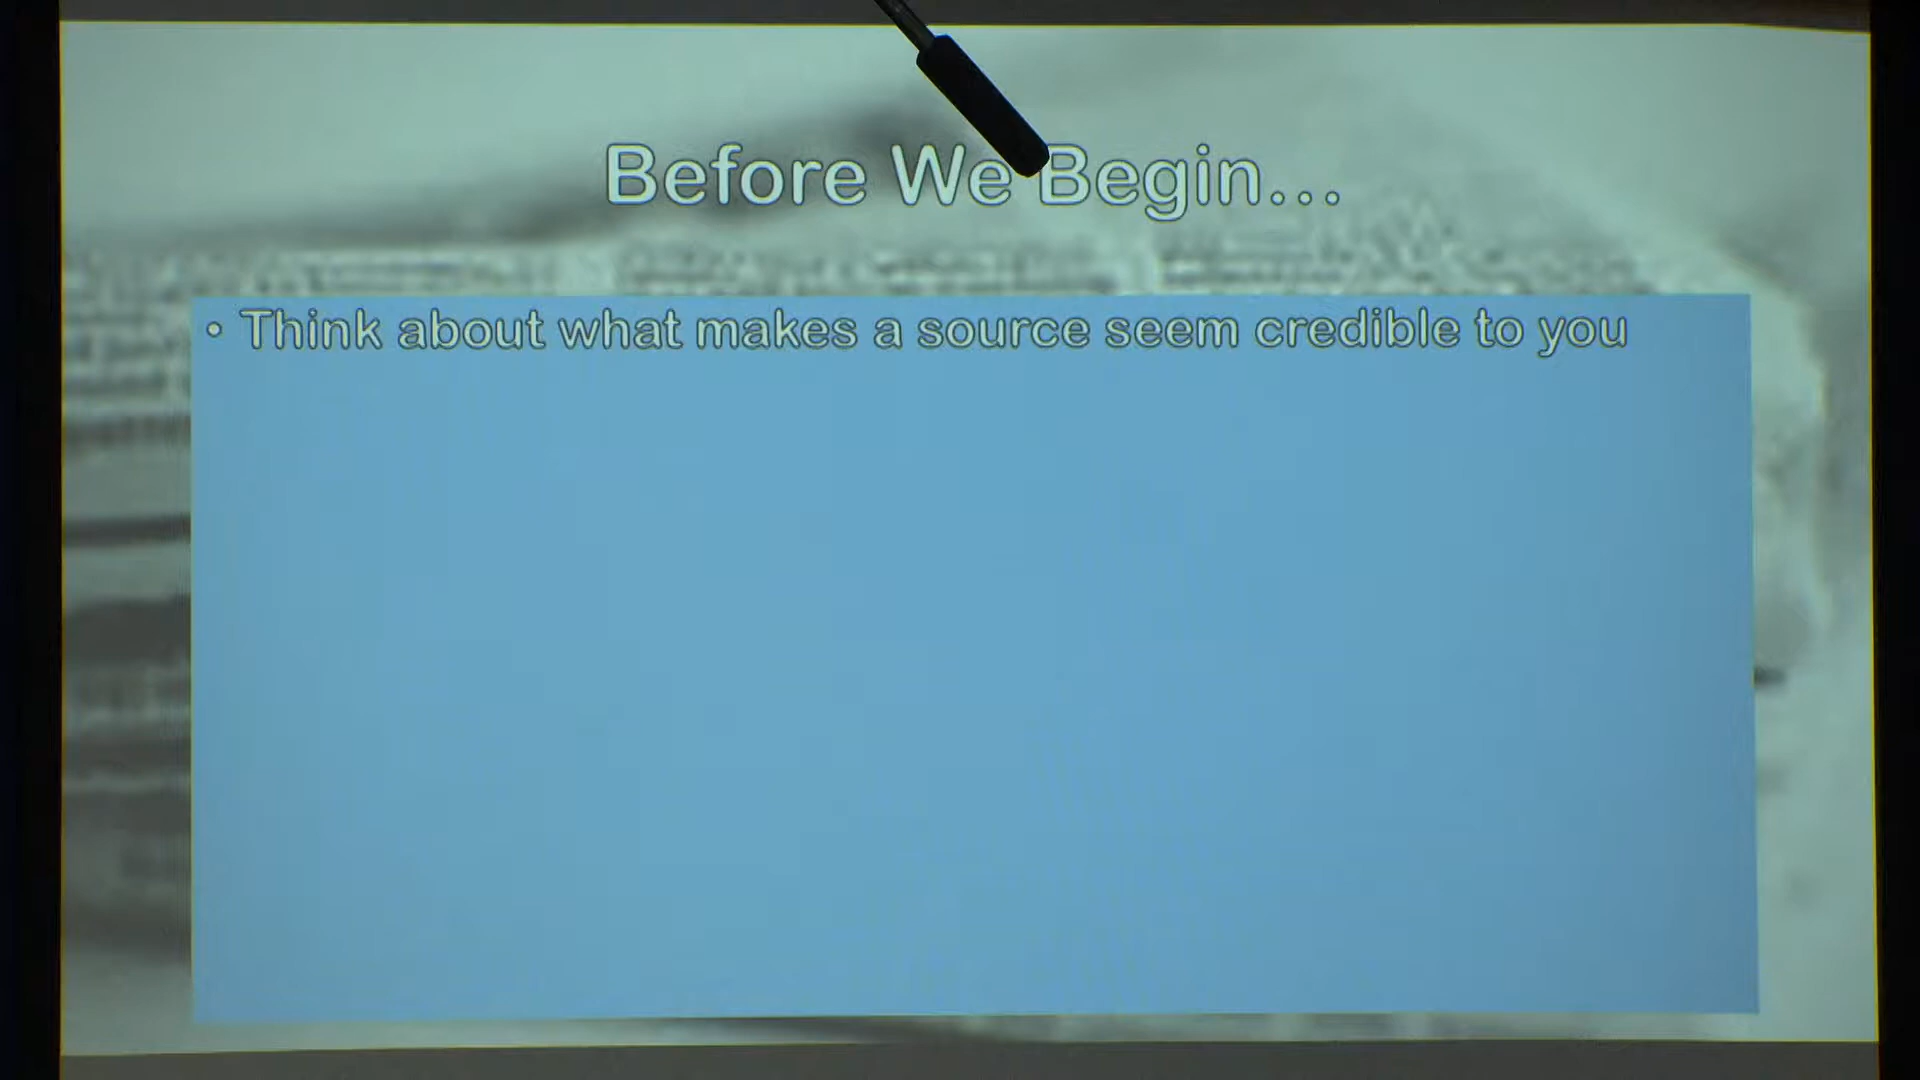 Before We Begin...
• Think about what makes a source seem credible to you